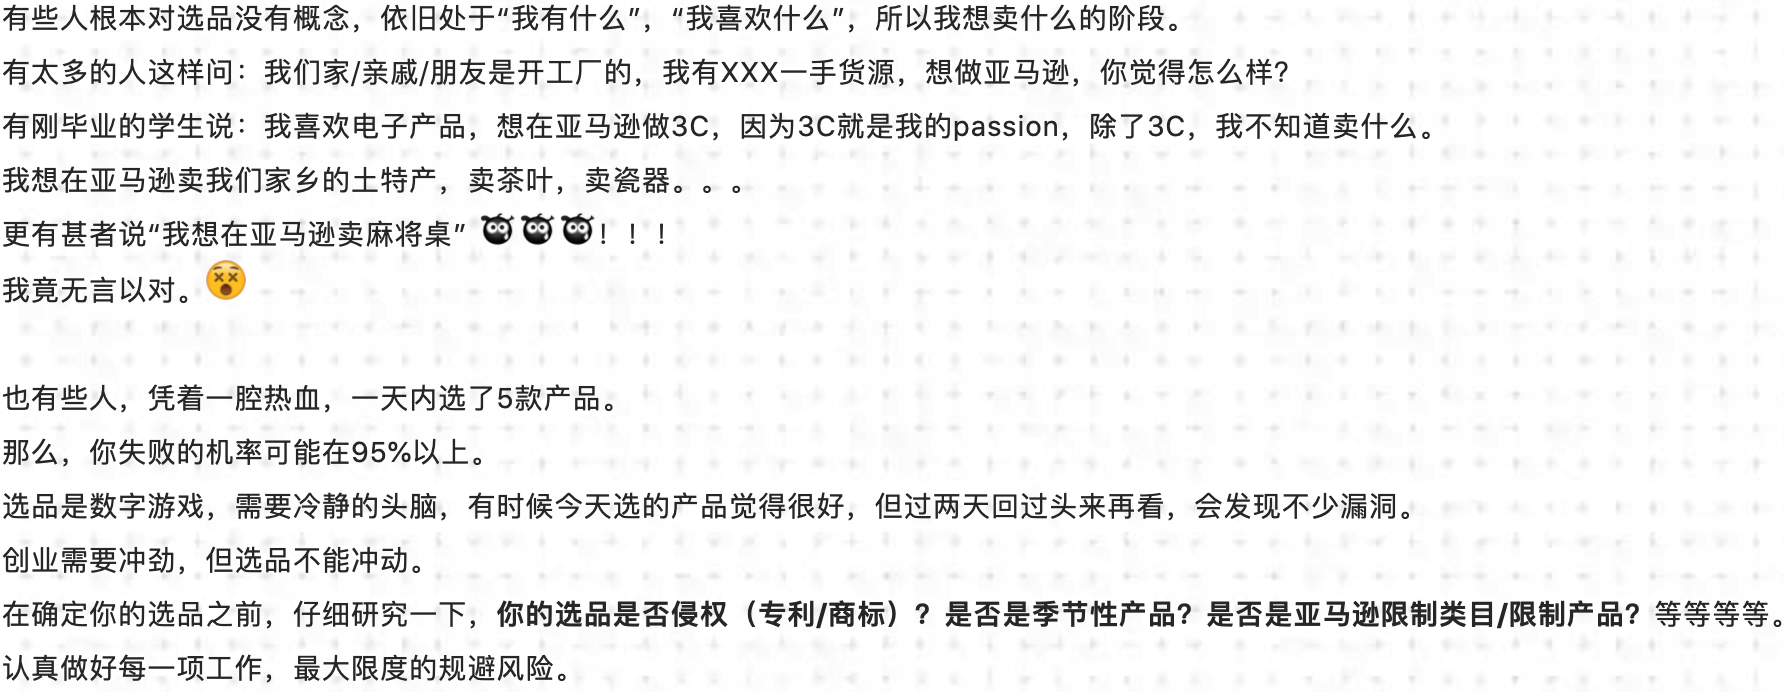 有些人根本对选品没有概念，依旧处于“我有什么”，“我喜欢什么”，所以我想卖什么的阶段。
有太多的人这样问：我们家/亲戚/朋友是开工厂的，我有XXX一手货源，想做亚马逊，你觉得怎么样？
有刚毕业的学生说：我喜欢电子产品，想在亚马逊做3C，因为3C就是我的passion，除了3C，我不知道卖什么。
我想在亚马逊卖我们家乡的土特产，卖茶叶，卖瓷器。。。
更有甚者说“我想在亚马逊卖麻将桌” ！！！
我竟无言以对。😵
也有些人，凭着一腔热血，一天内选了5款产品。
那么，你失败的机率可能在95%以上。
选品是数字游戏，需要冷静的头脑，有时候今天选的产品觉得很好，但过两天回过头来再看，会发现不少漏洞。
创业需要冲劲，但选品不能冲动。
在确定你的选品之前，仔细研究一下，你的选品是否侵权（专利/商标）？是否是季节性产品？是否是亚马逊限制类目/限制产品？等等等等。
认真做好每一项工作，最大限度的规避风险。